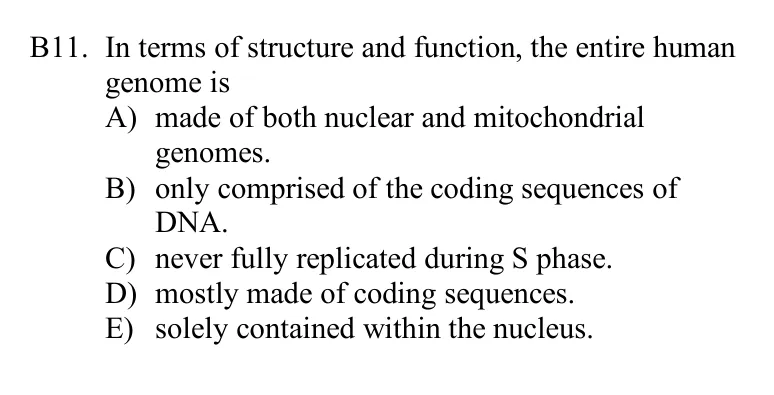 B11. In terms of structure and function, the entire human
genome is
A) made of both nuclear and mitochondrial
genomes.
B) only comprised of the coding sequences of
DNA.
C) never fully replicated during S phase.
D) mostly made of coding sequences.
E) solely contained within the nucleus.